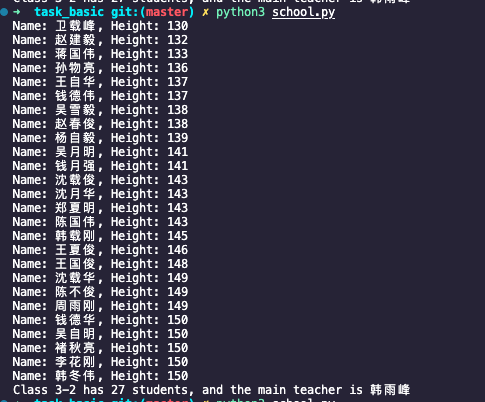 Class 3-2 has 27 students, and the main teacher is 韩雨峰
→ task_basic git:(master) ✗ python3 school.py
Name: 卫载峰, Height: 130
Name: 赵建毅, Height: 132
Name: 蒋国伟, Height: 133
Name: 孙物亮, Height: 136
Name: 王自华, Height: 137
Name: 钱德伟, Height: 137
Name: 吴雪毅, Height: 138
Name: 赵春俊, Height: 138
Name: 杨自毅, Height: 139
Name: 吴月明, Height: 141
Name: 钱月强, Height: 141
Name: 沈载俊, Height: 143
Name: 沈月华, Height: 143
Name: 郑夏明, Height: 143
Name: 陈国伟, Height: 143
Name: 韩载刚, Height: 145
Name: 王夏俊, Height: 146
Name: 王国俊, Height: 148
Name: 沈载华, Height: 149
Name: 陈不俊, Height: 149
Name: 周雨刚, Height: 149
Name: 钱德华, Height: 150
Name: 吴自明, Height: 150
Name: 褚秋亮, Height: 150
Name: 李花刚, Height: 150
Name: 韩冬伟, Height: 150
Class 3-2 has 27 students, and the main teacher is 韩雨峰
→ task_basic git:(master) ✗ python3 school.py